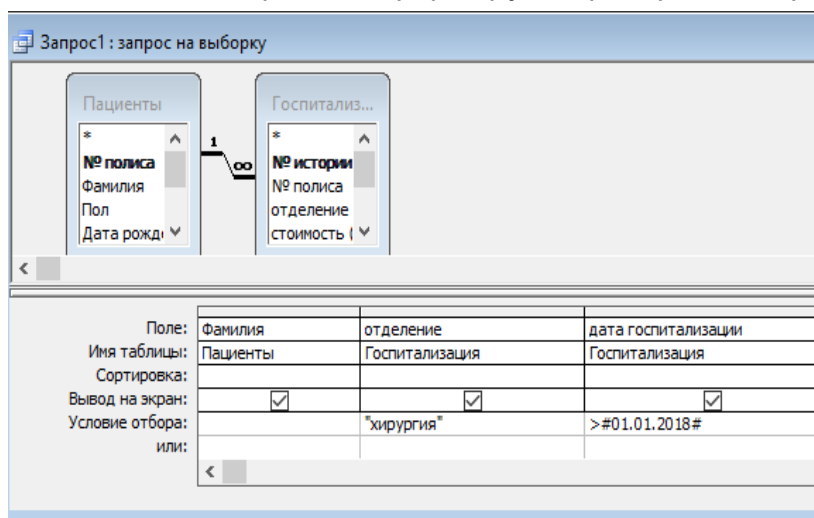 Запрос1 : запрос на выборку
Пациенты
*
№ полиса
Фамилия
Пол
Дата рожд
1
∞
Госпитализ...
*
№ истории
№ полиса
отделение
стоимость (
Поле: Фамилия отделение дата госпитализации
Имя таблицы: Пациенты Госпитализация Госпитализация
Сортировка:
Вывод на экран:
Условие отбора: "хирургия" >#01.01.2018#
или: